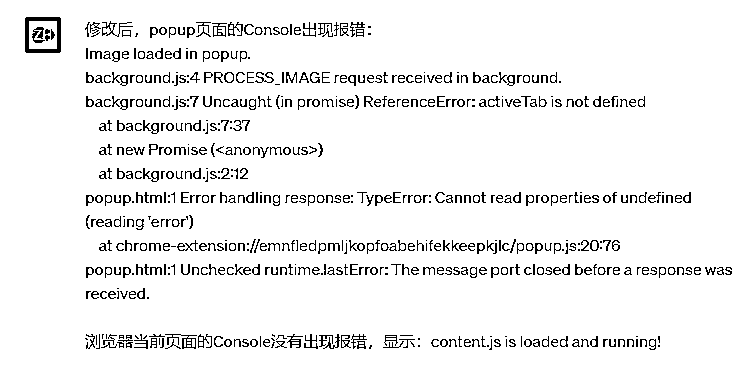 修改后，popup页面的Console出现报错：
Image loaded in popup.
background.js:4 PROCESS_IMAGE request received in background.
background.js:7 Uncaught (in promise) ReferenceError: activeTab is not defined
at background.js:7:37
at new Promise (<anonymous>)
at background.js:2:12
popup.html:1 Error handling response: TypeError: Cannot read properties of undefined
(reading 'error')
at chrome-extension://emnfledpmljkopfoabehifekkeepkjlc/popup.js:20:76
popup.html:1 Unchecked runtime.lastError: The message port closed before a response was
received.
浏览器当前页面的Console没有出现报错，显示：content.js is loaded and running!